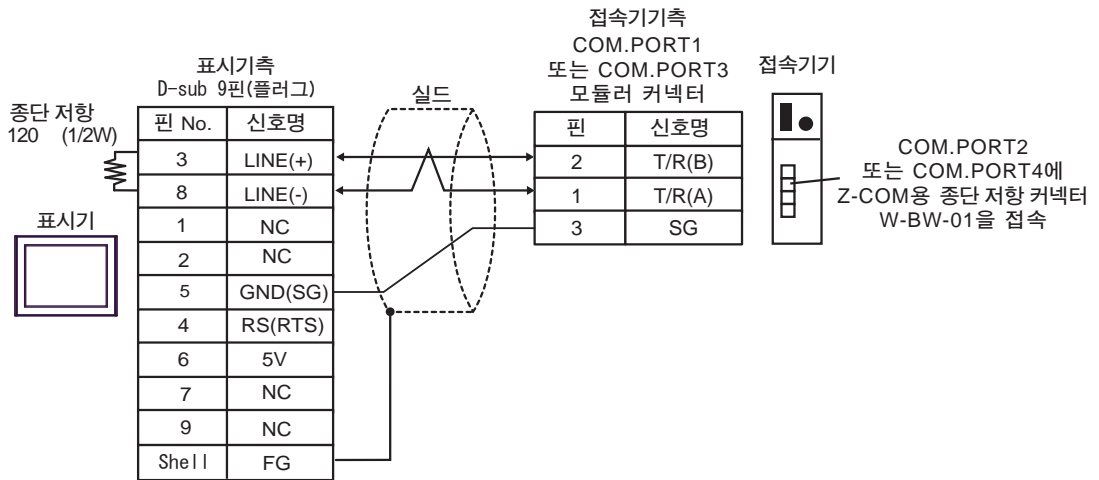 접속기기측
COM.PORT1
또는 COM.PORT3
모듈러 커넥터
접속기기
표시기측
D-sub 9핀(플러그)
실드
종단 저항
120 (1/2W)
핀 No. 신호명
3 LINE(+)
8 LINE(-)
1 NC
2 NC
5 GND(SG)
4 RS(RTS)
6 5V
7 NC
9 NC
Shell FG
표시기
핀 신호명
2 T/R(B)
1 T/R(A)
3 SG
COM.PORT2
또는 COM.PORT4에
Z-COM용 종단 저항 커넥터
W-BW-01을 접속